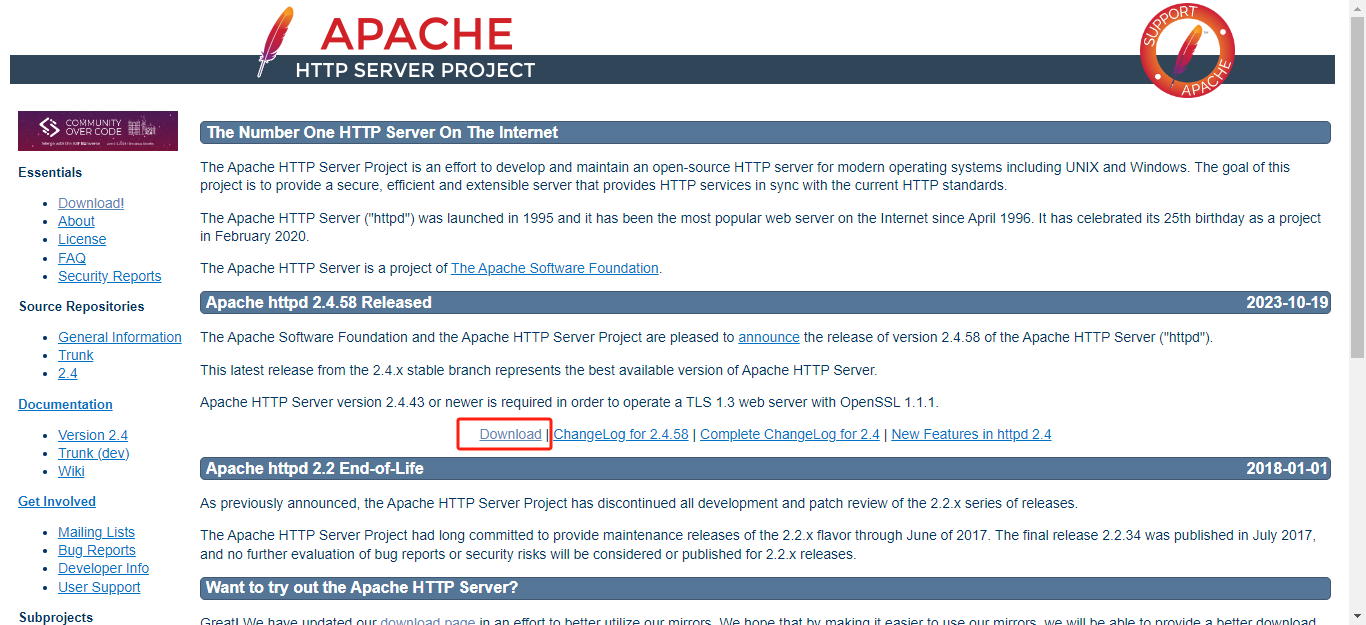 APACHE
HTTP SERVER PROJECT
SUPPORT
APACHE
COMMUNITY
OVER CODE
Essentials
Download!
About
License
FAQ
Security Reports
Source Repositories
General Information
Trunk
2.4
Documentation
Version 2.4
Trunk (dev)
Wiki
Get Involved
Mailing Lists
Bug Reports
Developer Info
User Support
Subprojects
The Number One HTTP Server On The Internet
The Apache HTTP Server Project is an effort to develop and maintain an open-source HTTP server for modern operating systems including UNIX and Windows. The goal of this
project is to provide a secure, efficient and extensible server that provides HTTP services in sync with the current HTTP standards.
The Apache HTTP Server ("httpd") was launched in 1995 and it has been the most popular web server on the Internet since April 1996. It has celebrated its 25th birthday as a project
in February 2020.
The Apache HTTP Server is a project of The Apache Software Foundation.
Apache httpd 2.4.58 Released 2023-10-19
The Apache Software Foundation and the Apache HTTP Server Project are pleased to announce the release of version 2.4.58 of the Apache HTTP Server ("httpd").
This latest release from the 2.4.x stable branch represents the best available version of Apache HTTP Server.
Apache HTTP Server version 2.4.43 or newer is required in order to operate a TLS 1.3 web server with OpenSSL 1.1.1.
Download | ChangeLog for 2.4.58 | Complete ChangeLog for 2.4 | New Features in httpd 2.4
Apache httpd 2.2 End-of-Life 2018-01-01
As previously announced, the Apache HTTP Server Project has discontinued all development and patch review of the 2.2.x series of releases.
The Apache HTTP Server Project had long committed to provide maintenance releases of the 2.2.x flavor through June of 2017. The final release 2.2.34 was published in July 2017,
and no further evaluation of bug reports or security risks will be considered or published for 2.2.x releases.
Want to try out the Apache HTTP Server?
Great! We have updated our download page in an effort to better utilize our mirrors. We hope that by making it easier to use our mirrors, we will be able to provide a better download